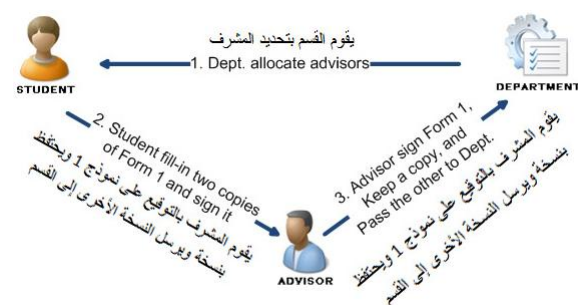 يقوم القسم بتحديد المشرف
1. Dept. allocate advisors
STUDENT
DEPARTMENT
2. Student fill-in two copies
of Form 1 and sign it
يقوم المشرف بالتوقيع على نموذج 1 ويحتفظ
بنسخة ويرسل النسخة الأخرى إلى القسم
3. Advisor sign Form 1,
Keep a copy, and
Pass the other to Dept.
يقوم المشرف بالتوقيع على نموذج 1 ويحتفظ
بنسخة ويرسل النسخة الأخرى إلى القسم
ADVISOR